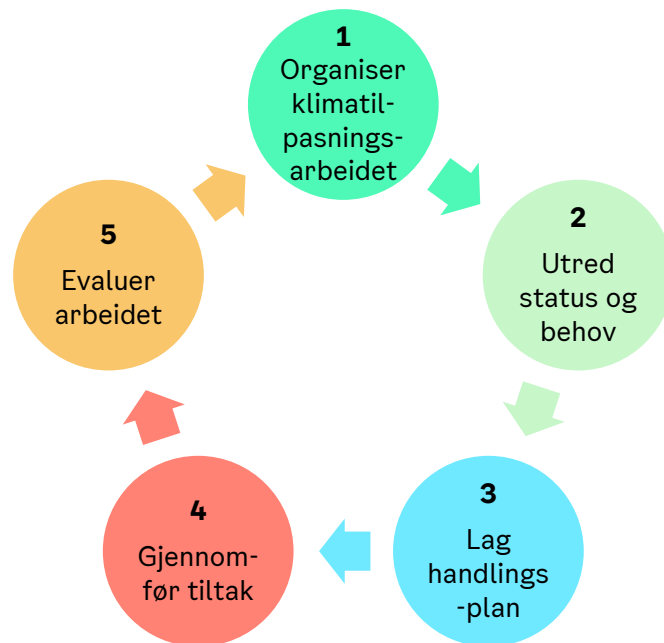 1
Organiser
klimatil-
pasnings-
arbeidet
2
Utred
status og
behov
3
Lag
handlings
-plan
4
Gjennom-
før tiltak
5
Evaluer
arbeidet